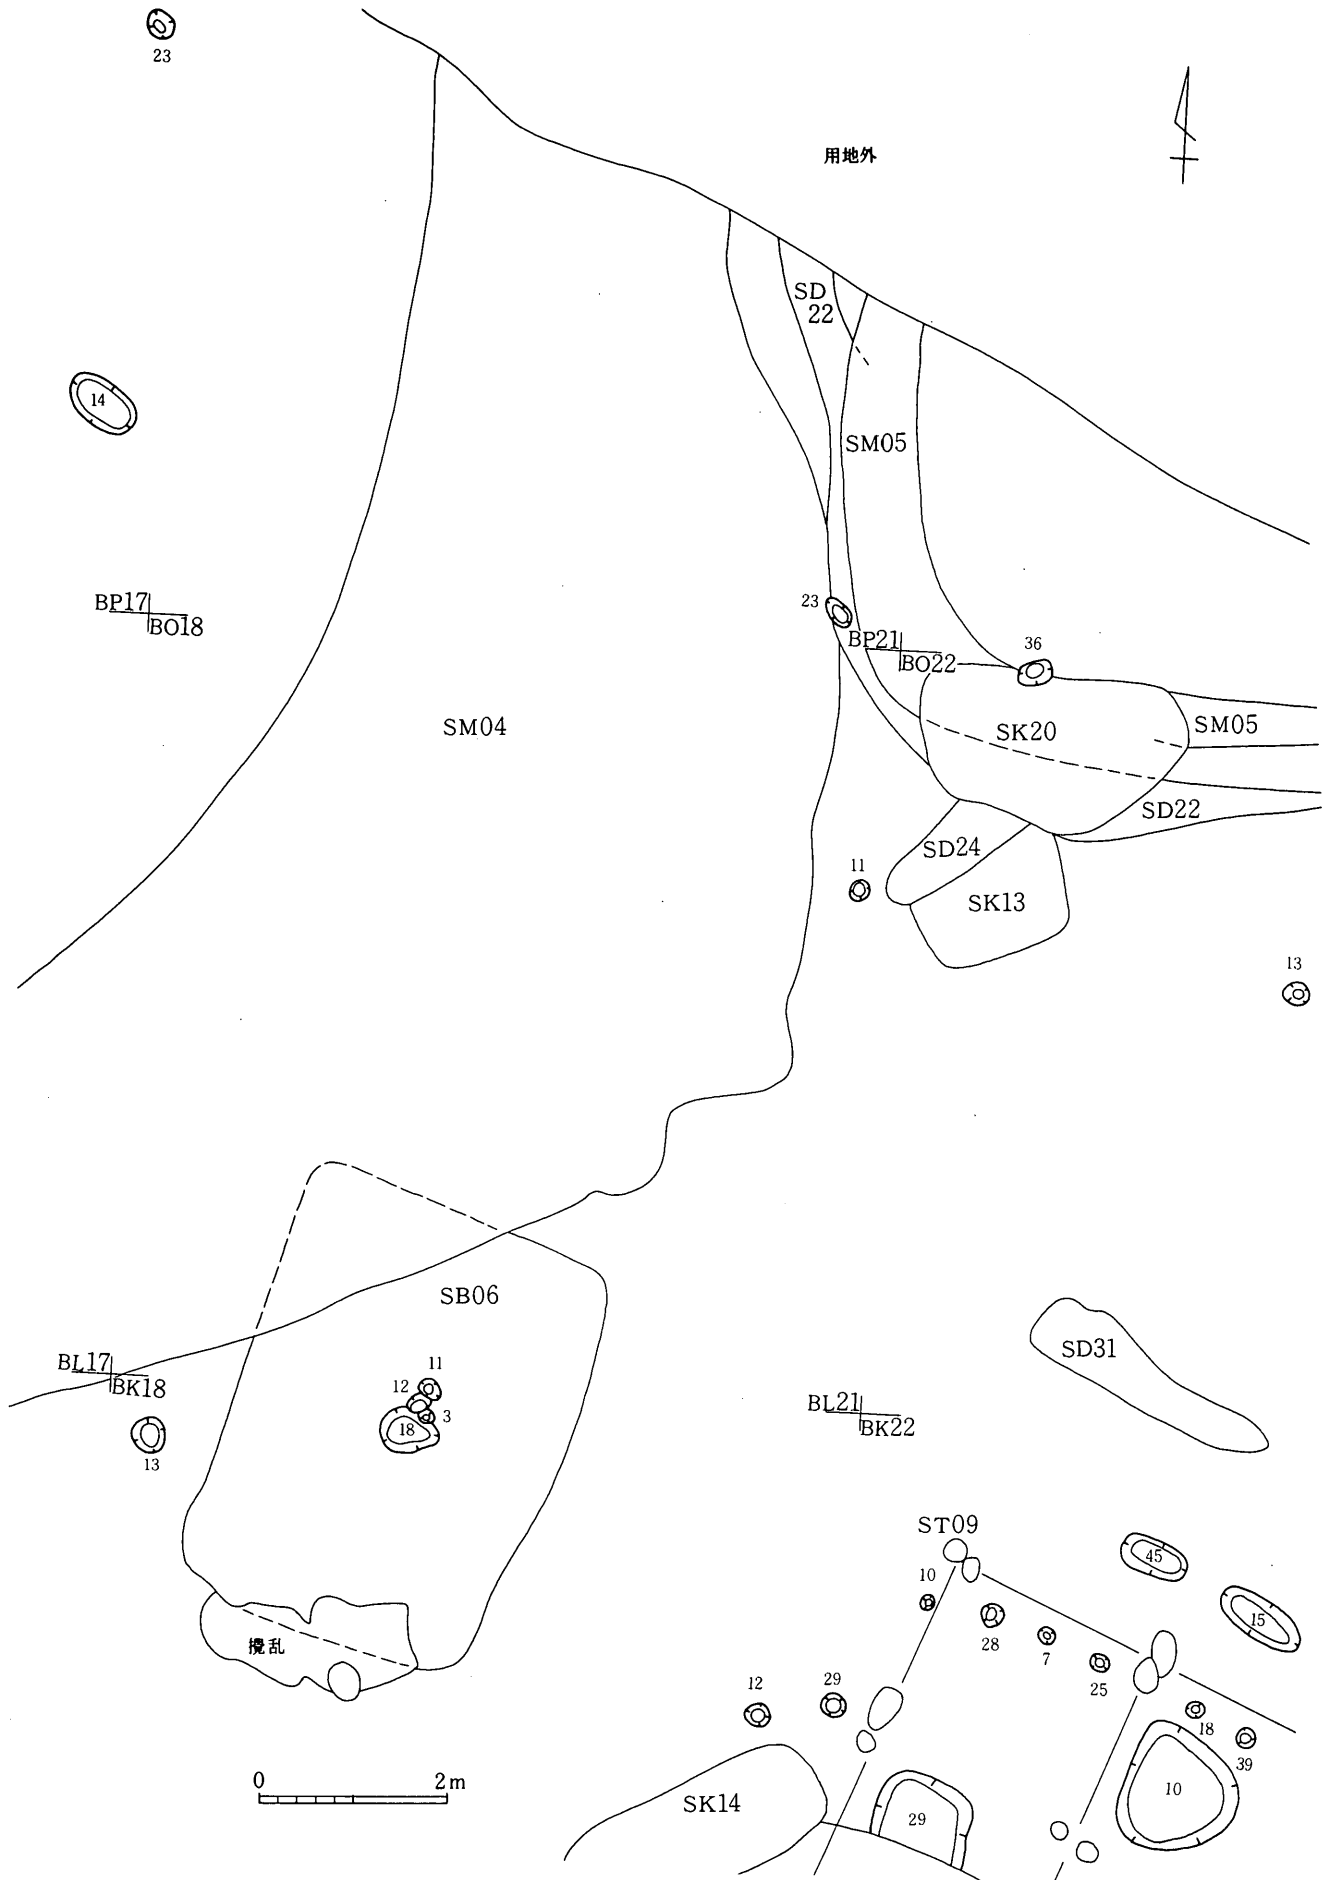 23
用地外
SD
22
14
SM05
BP17
BO18
23
BP21
BO22
36
SM04
SK20
SM05
SD22
SD24
11
SK13
13
SB06
SD31
BL17
BK18
11
12
3
18
13
BL21
BK22
ST09
45
10
15
28
7
25
攪乱
12
29
18
39
0 2m
10
SK14
29